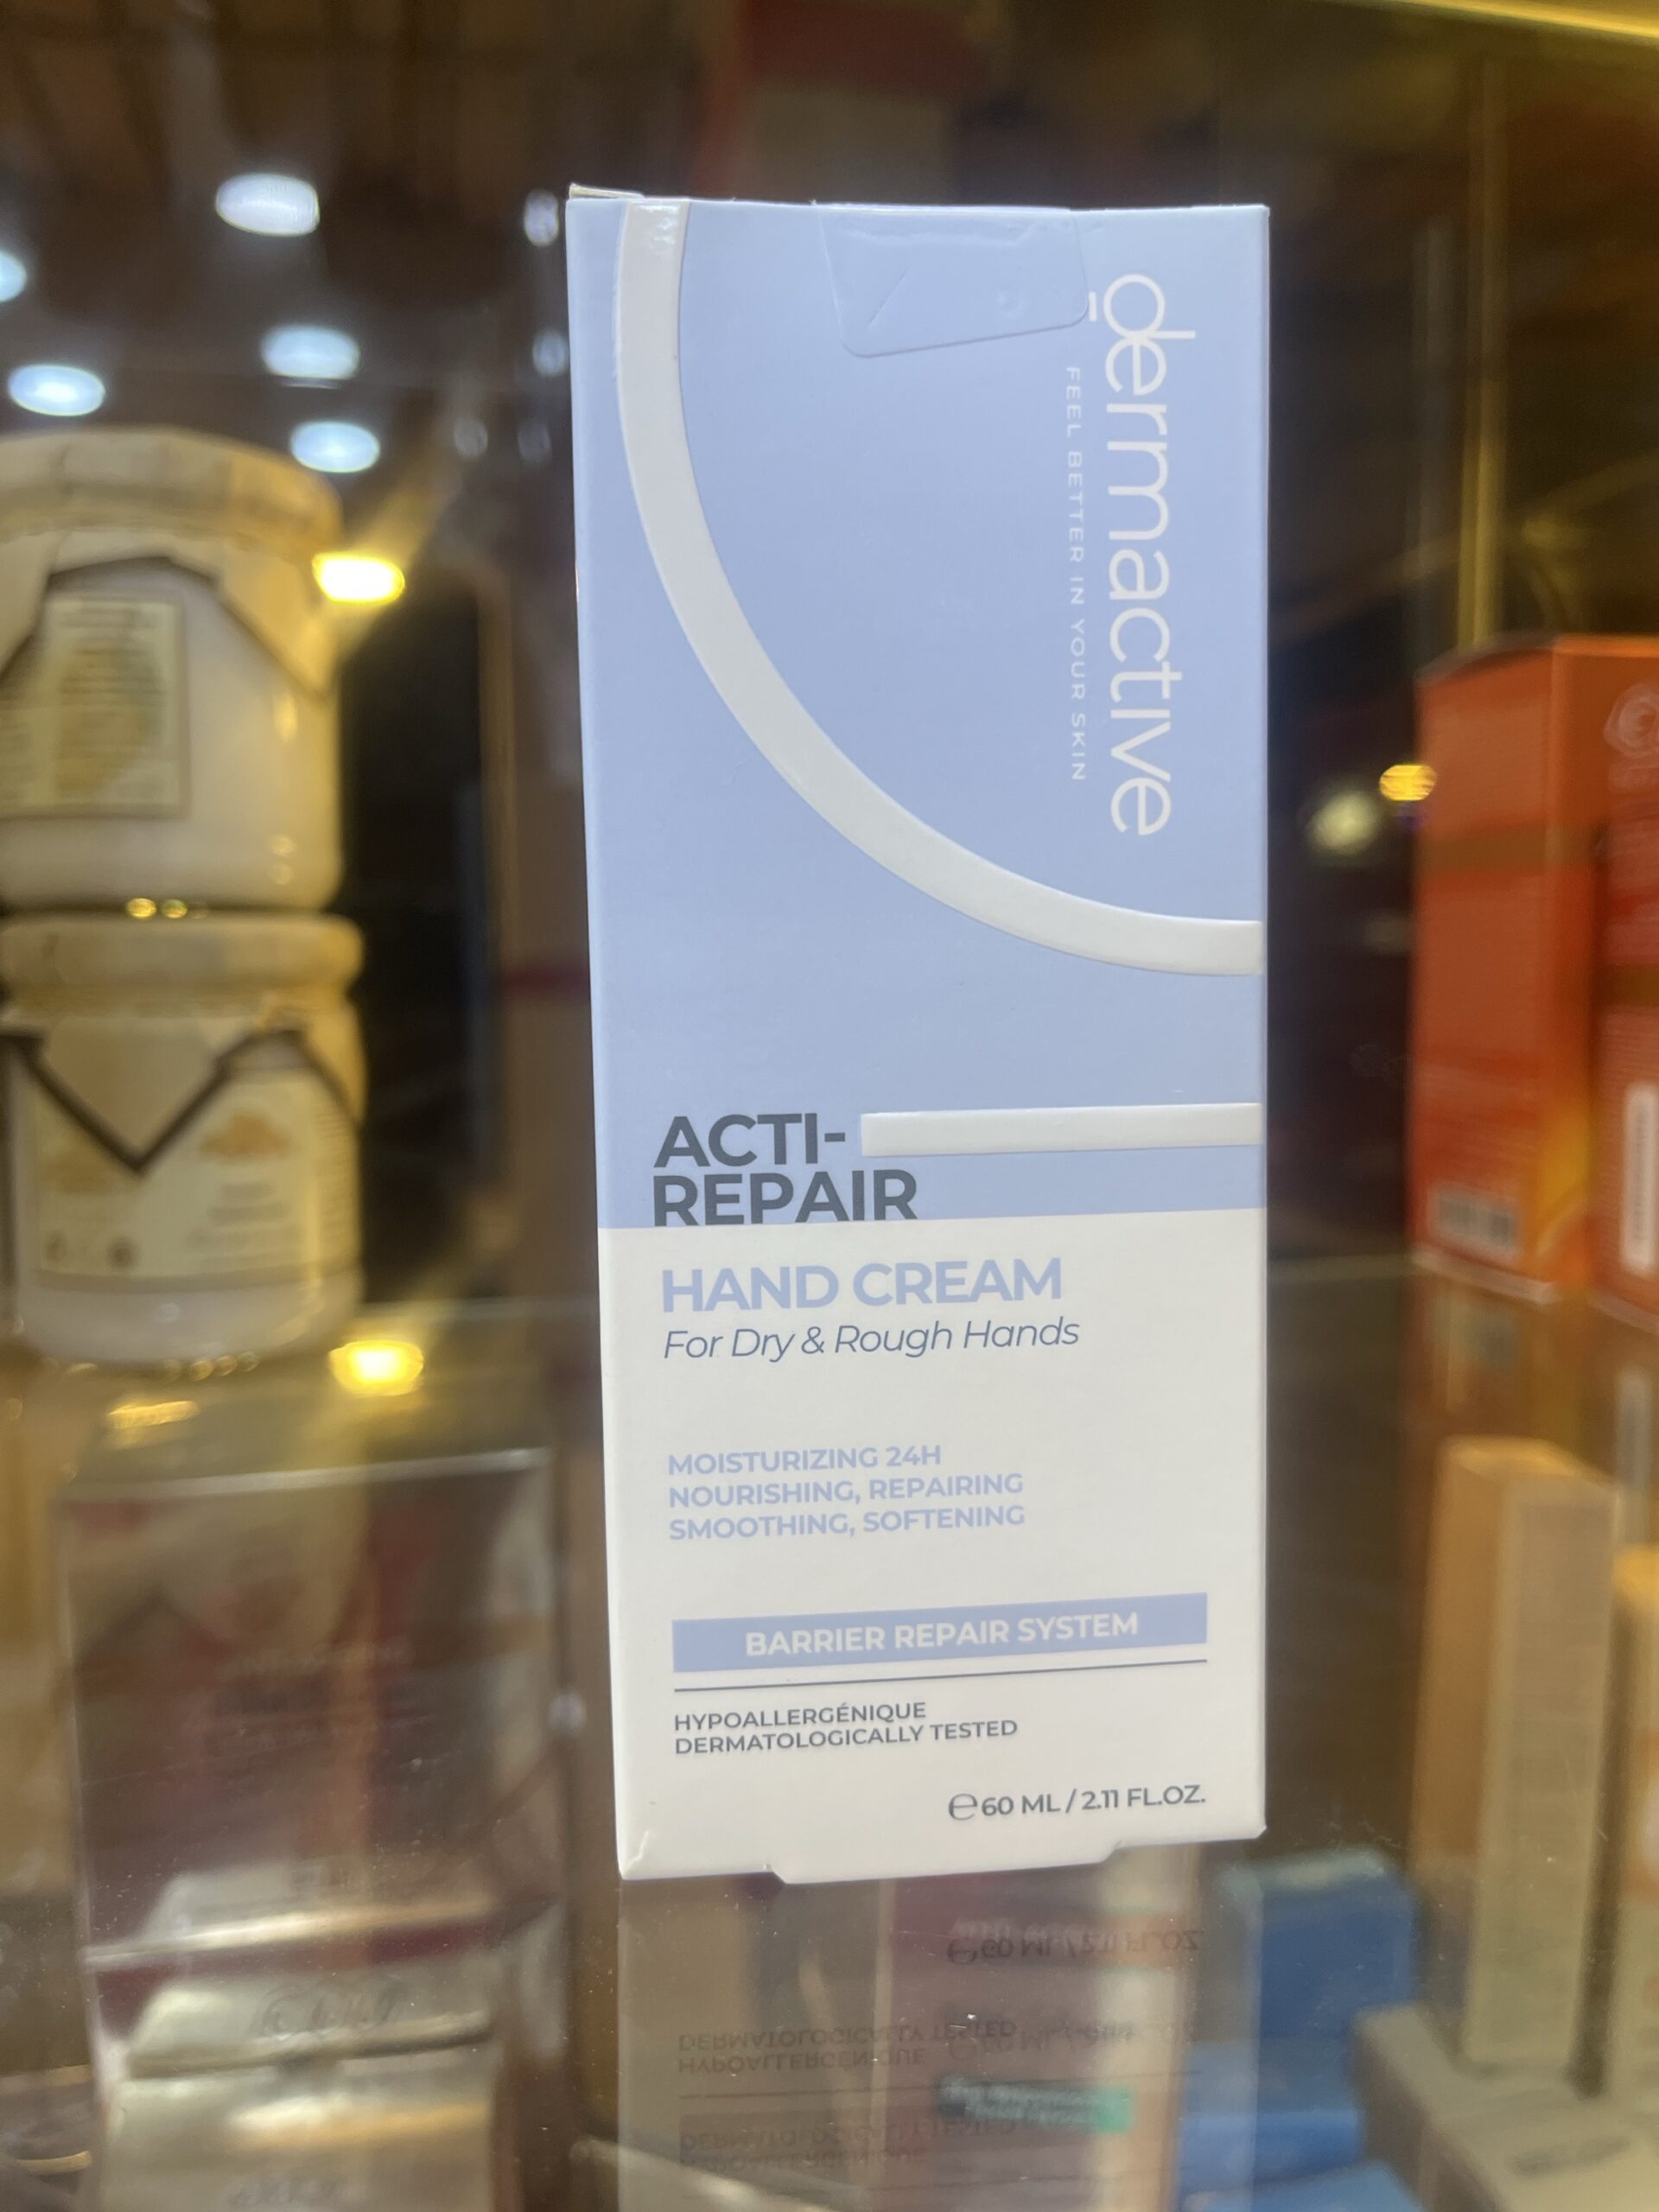 dermactive
FEEL BETTER IN YOUR SKIN
ACTI-
REPAIR
HAND CREAM
For Dry & Rough Hands
MOISTURIZING 24H
NOURISHING, REPAIRING
SMOOTHING, SOFTENING
BARRIER REPAIR SYSTEM
HYPOALLERGÉNIQUE
DERMATOLOGICALLY TESTED
℮ 60 ML / 2.11 FL.OZ.